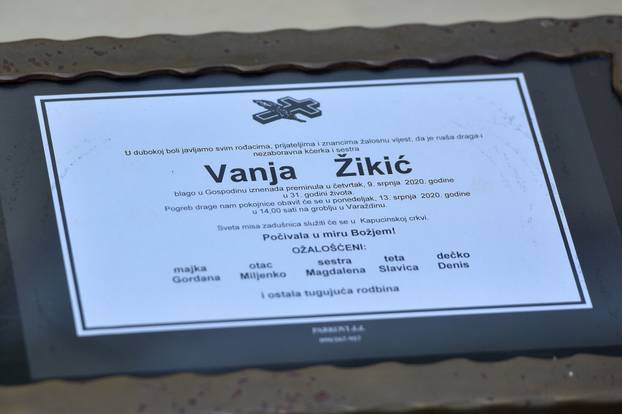 U dubokoj boli javljamo svim rođacima, prijateljima i znancima žalosnu vijest, da je naša draga i
nezaboravna kćerka i sestra
Vanja Žikić
blago u Gospodinu iznenada preminula u četvrtak, 9. srpnja 2020. godine
u 31. godini života.
Pogreb drage nam pokojnice obavit će se u ponedjeljak, 13. srpnja 2020. godine
u 14,00 sati na groblju u Varaždinu.
Sveta misa zadušnica služiti će se u Kapucinskoj crkvi.
Počivala u miru Božjem!
OŽALOŠĆENI:
majka otac sestra teta dečko
Gordana Miljenko Magdalena Slavica Denis
i ostala tugujuća rodbina
PARKOVI d.d.